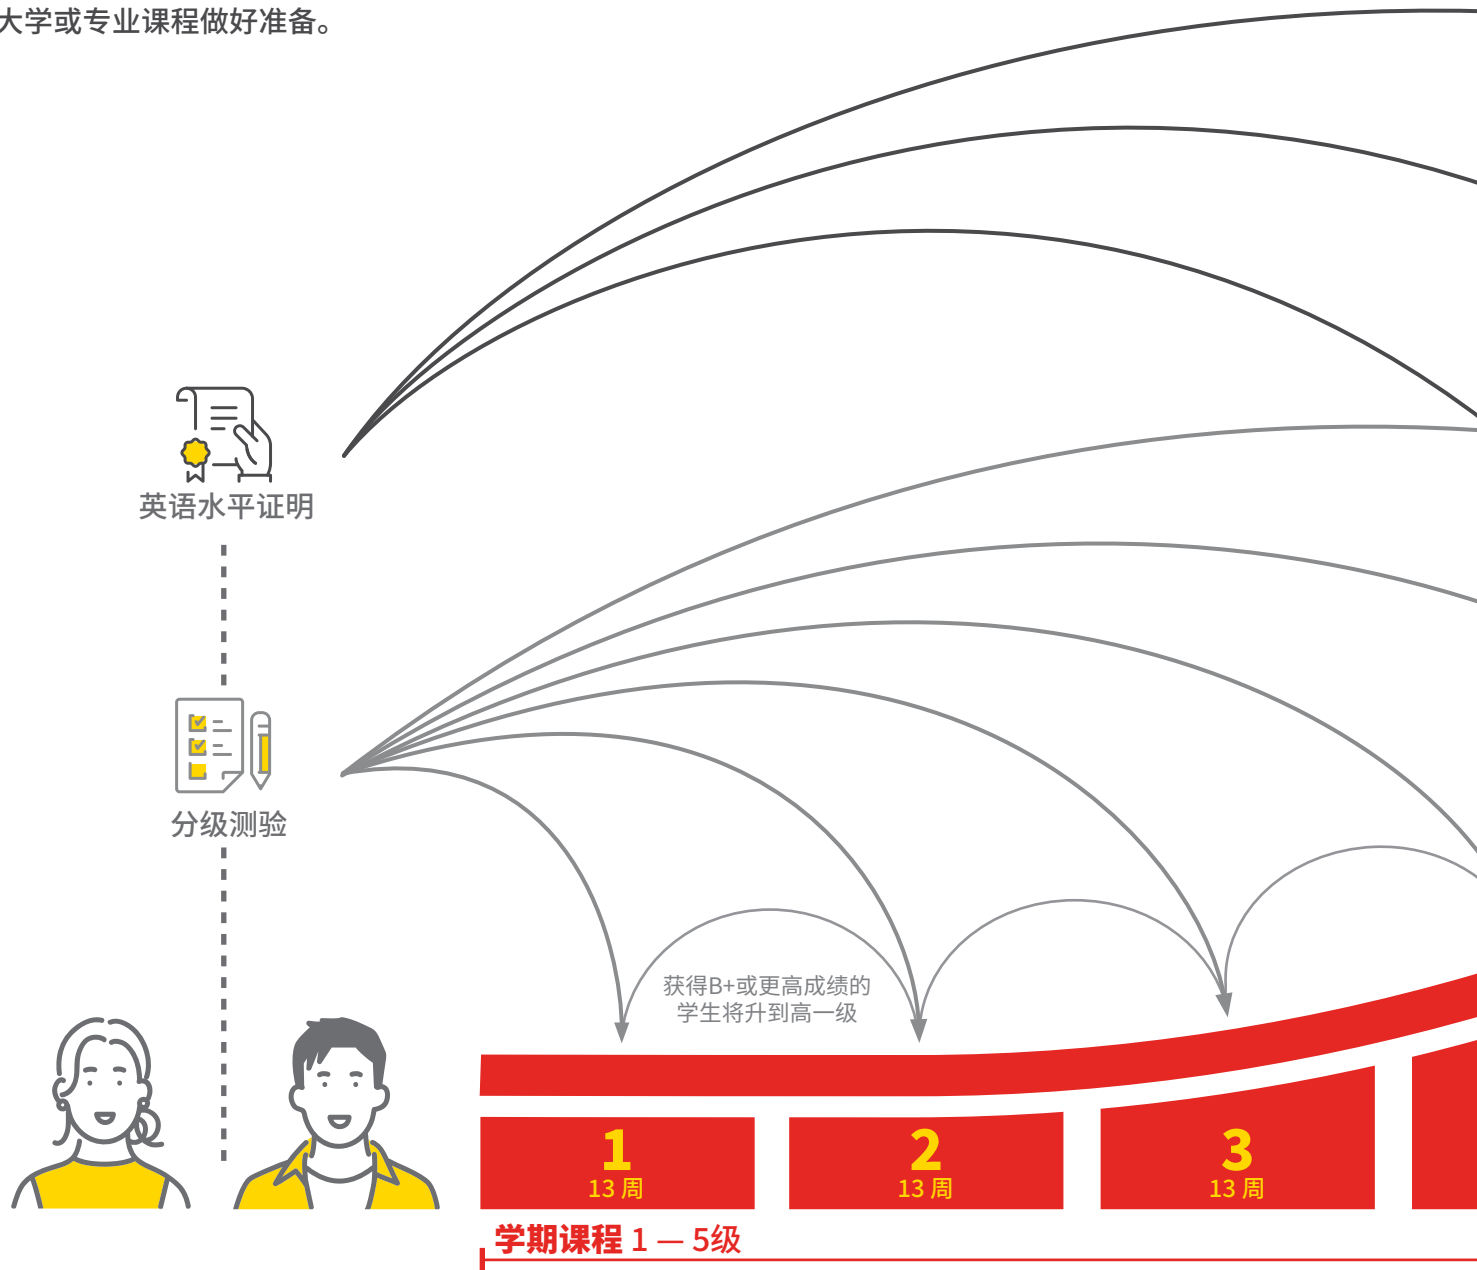 大学或专业课程做好准备。
英语水平证明
分级测验
获得B+或更高成绩的
学生将升到高一级
1
13 周
2
13 周
3
13 周
学期课程 1 — 5级